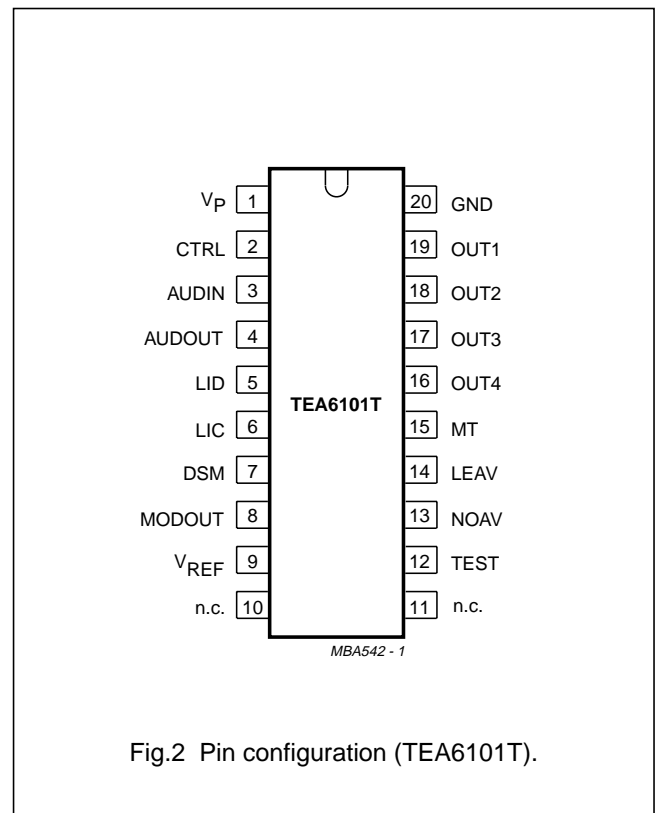 V_P 1 20 GND
CTRL 2 19 OUT1
AUDIN 3 18 OUT2
AUDOUT 4 17 OUT3
LID 5 16 OUT4
TEA6101T
LIC 6 15 MT
DSM 7 14 LEAV
MODOUT 8 13 NOAV
V_REF 9 12 TEST
n.c. 10 11 n.c.
MBA542 - 1
Fig.2 Pin configuration (TEA6101T).